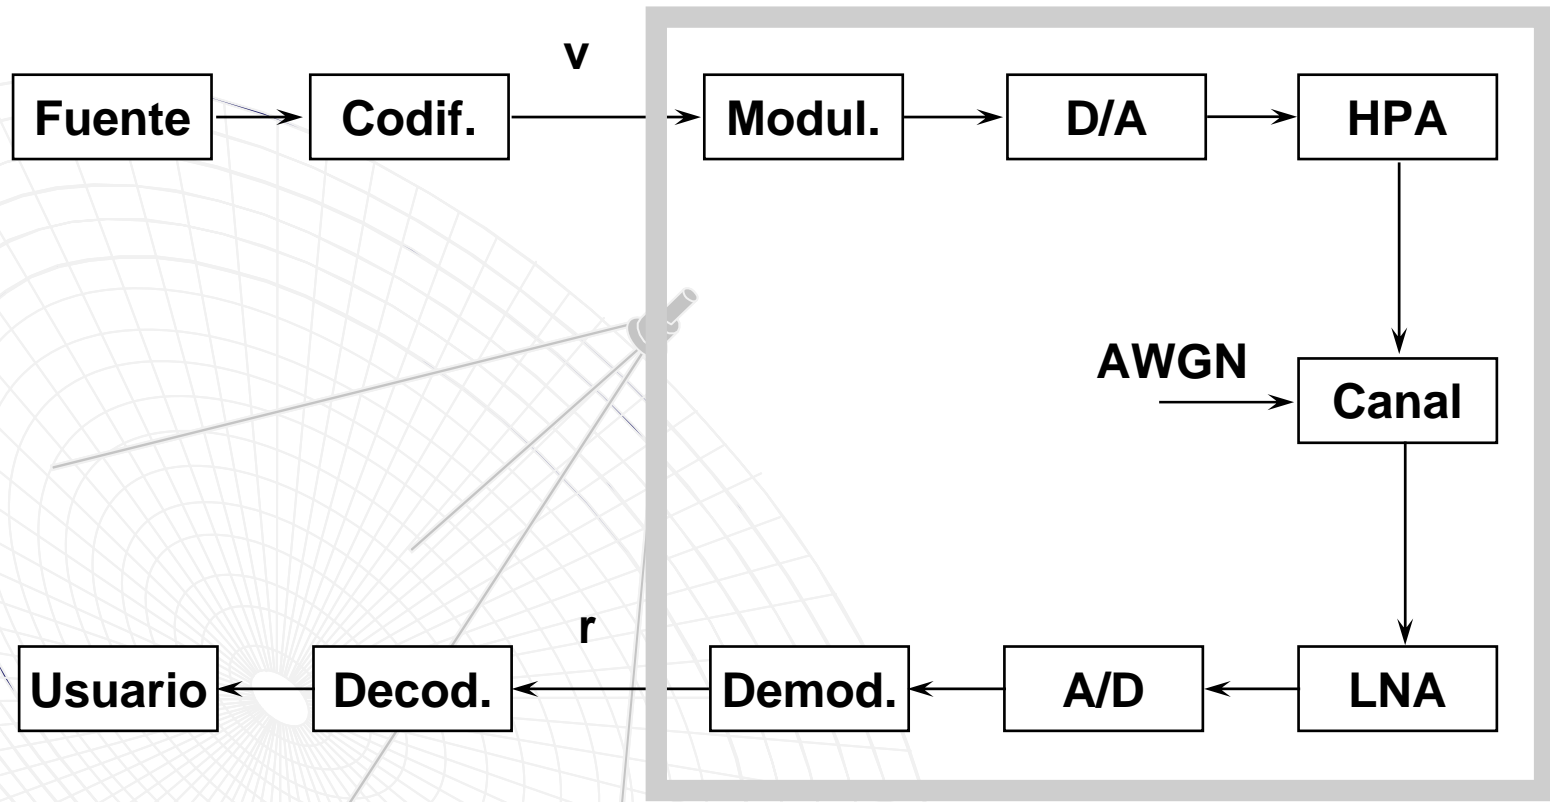 v
Fuente
Codif.
Modul.
D/A
HPA
AWGN
Canal
r
Usuario
Decod.
Demod.
A/D
LNA